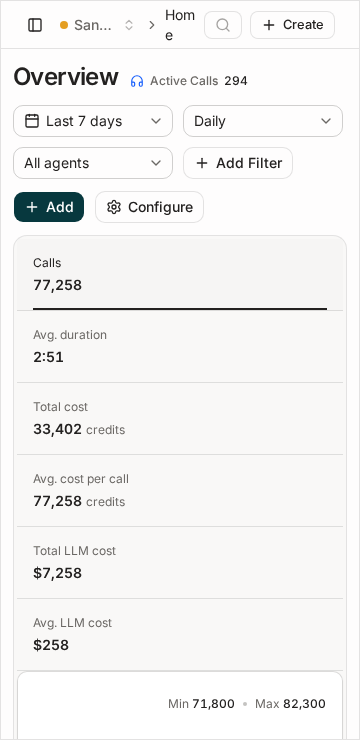 San...
Home
Create
Overview
Active Calls 294
Last 7 days
Daily
All agents
Add Filter
Add
Configure
Calls
77,258
Avg. duration
2:51
Total cost
33,402 credits
Avg. cost per call
77,258 credits
Total LLM cost
$7,258
Avg. LLM cost
$258
Min 71,800 • Max 82,300